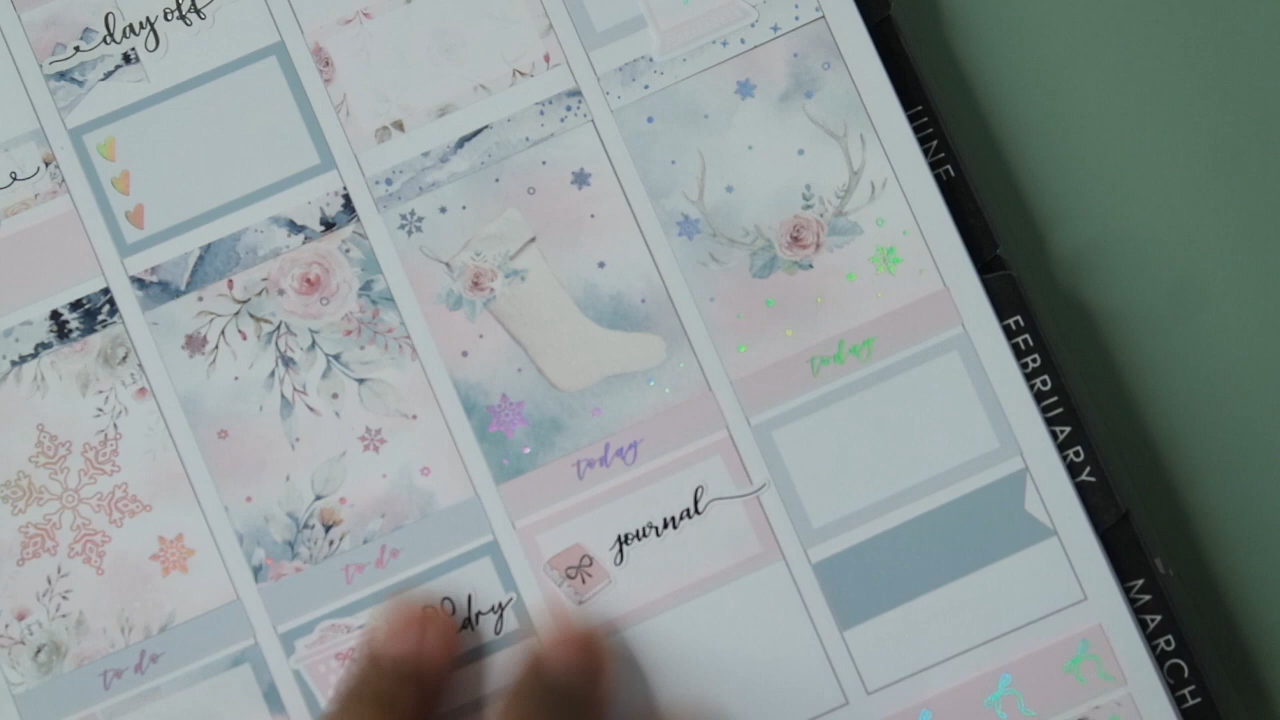 day off
today
today
journal
to do
to do
JUNE
FEBRUARY
MARCH